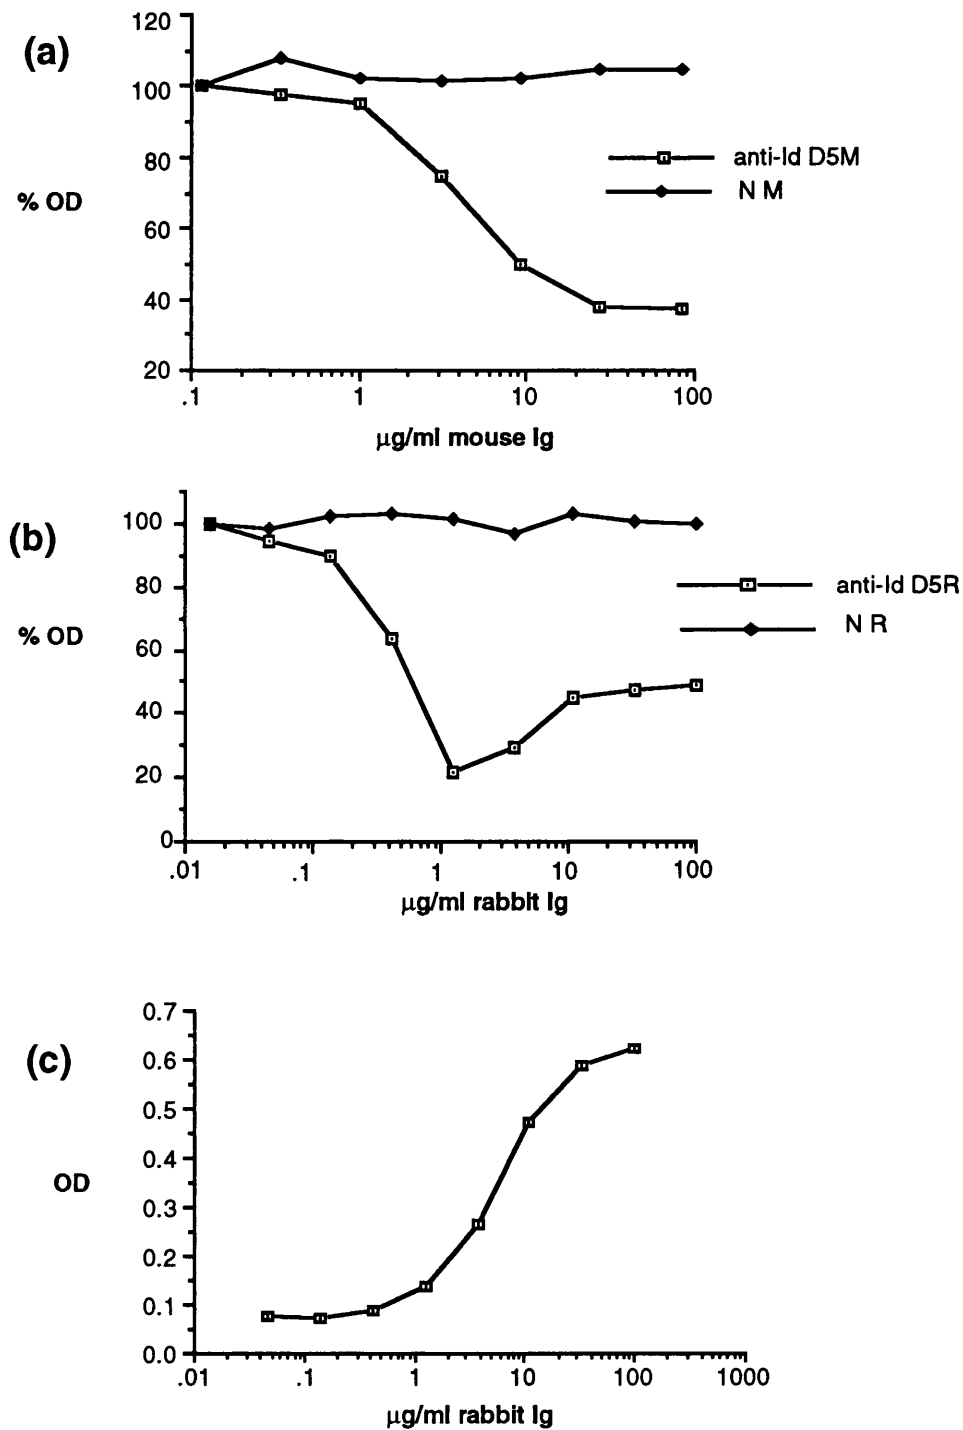 (a)
120
100
80
60
40
20
% OD
anti-Id D5M
N M
.1 1 10 100
µg/ml mouse Ig
(b)
100
80
60
40
20
0
% OD
anti-Id D5R
N R
.01 .1 1 10 100
µg/ml rabbit Ig
(c)
0.7
0.6
0.5
0.4
0.3
0.2
0.1
0.0
OD
.01 .1 1 10 100 1000
µg/ml rabbit Ig